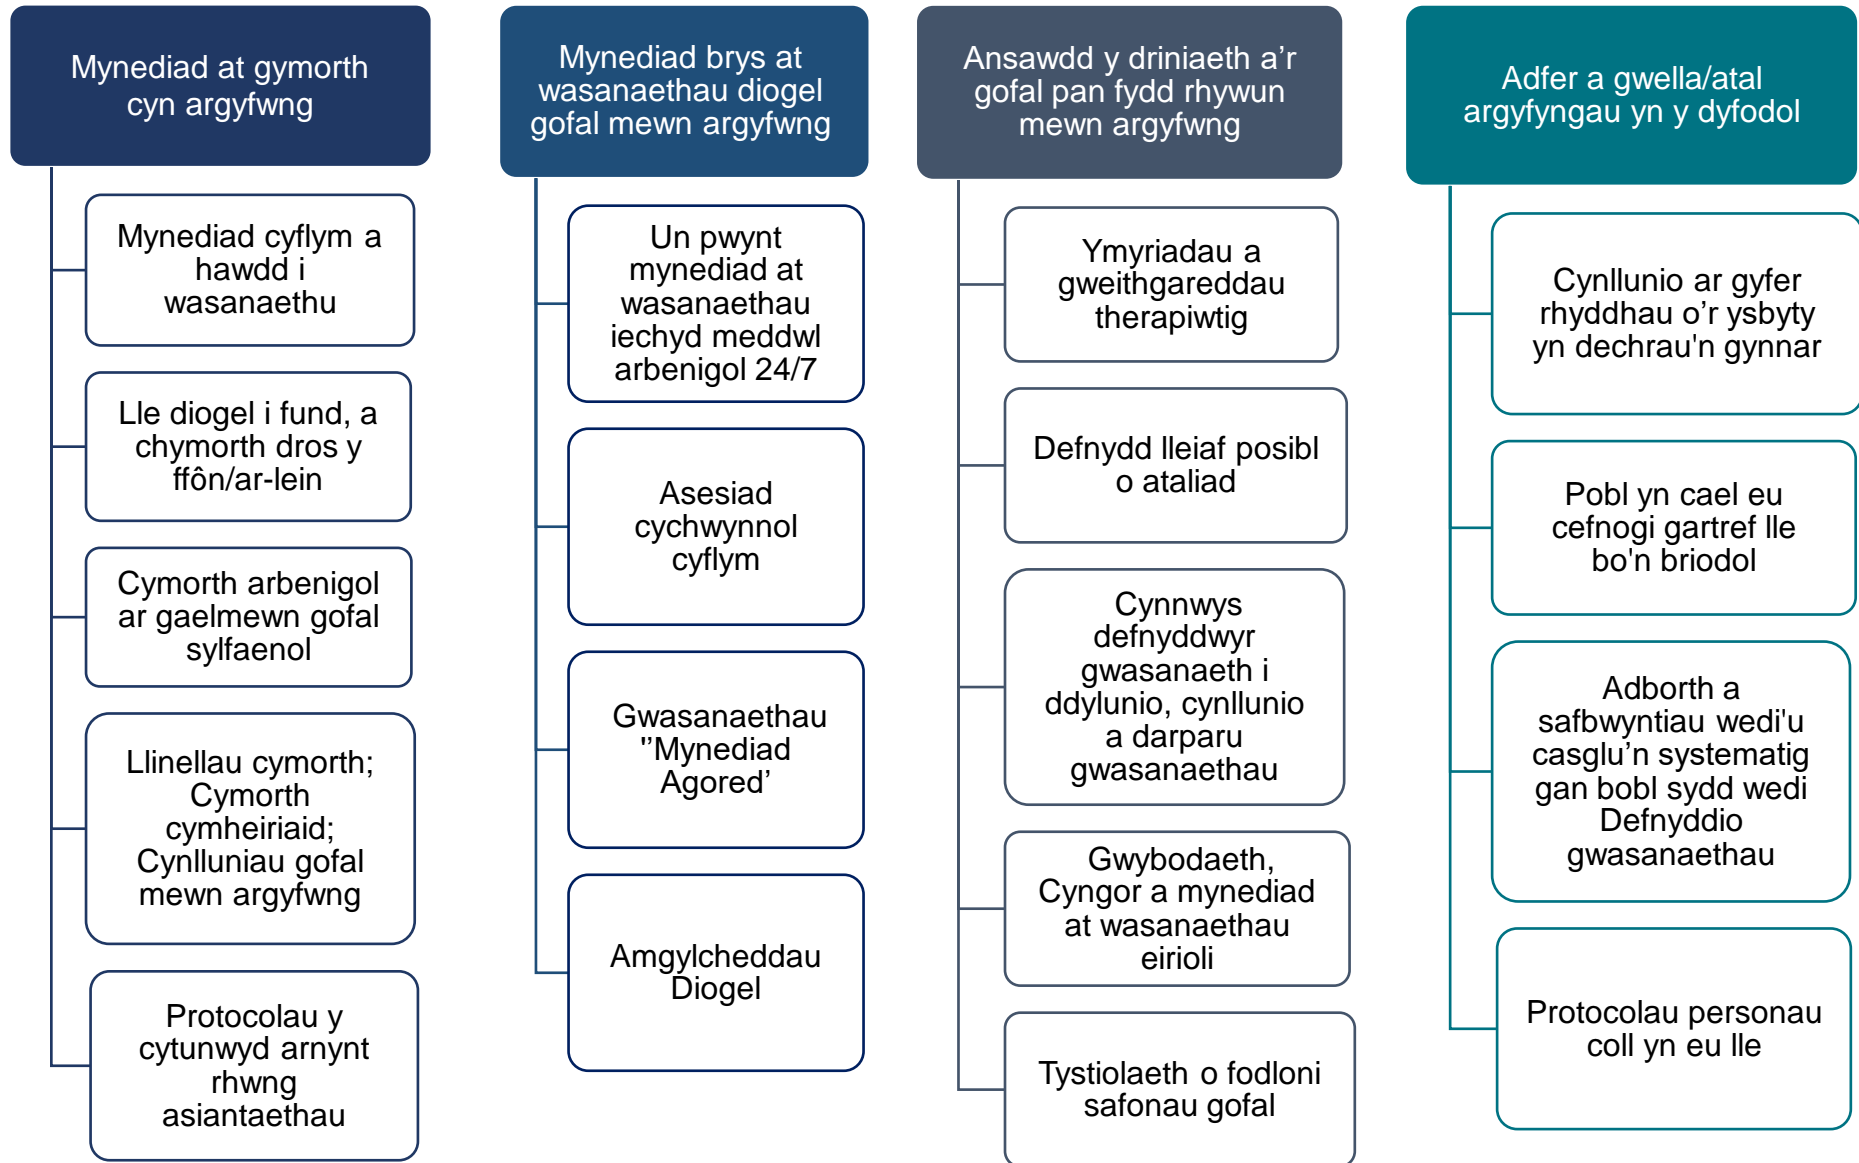 Mynediad at gymorth
cyn argyfwng
Mynediad cyflym a
hawdd i
wasanaethu
Lle diogel i fund, a
chymorth dros y
ffôn/ar-lein
Cymorth arbenigol
ar gaelmewn gofal
sylfaenol
Llinellau cymorth;
Cymorth
cymheiriaid;
Cynlluniau gofal
mewn argyfwng
Protocolau y
cytunwyd arnynt
rhwng
asiantaethau
Mynediad brys at
wasanaethau diogel
gofal mewn argyfwng
Un pwynt
mynediad at
wasanaethau
iechyd meddwl
arbenigol 24/7
Asesiad
cychwynnol
cyflym
Gwasanaethau
'’Mynediad
Agored’
Amgylcheddau
Diogel
Ansawdd y driniaeth a’r
gofal pan fydd rhywun
mewn argyfwng
Ymyriadau a
gweithgareddau
therapiwtig
Defnydd lleiaf posibl
o ataliad
Cynnwys
defnyddwyr
gwasanaeth i
ddylunio, cynllunio
a darparu
gwasanaethau
Gwybodaeth,
Cyngor a mynediad
at wasanaethau
eirioli
Tystiolaeth o fodloni
safonau gofal
Adfer a gwella/atal
argyfyngau yn y dyfodol
Cynllunio ar gyfer
rhyddhau o’r ysbyty
yn dechrau'n gynnar
Pobl yn cael eu
cefnogi gartref lle
bo'n briodol
Adborth a
safbwyntiau wedi'u
casglu’n systematig
gan bobl sydd wedi
Defnyddio
gwasanaethau
Protocolau personau
coll yn eu lle